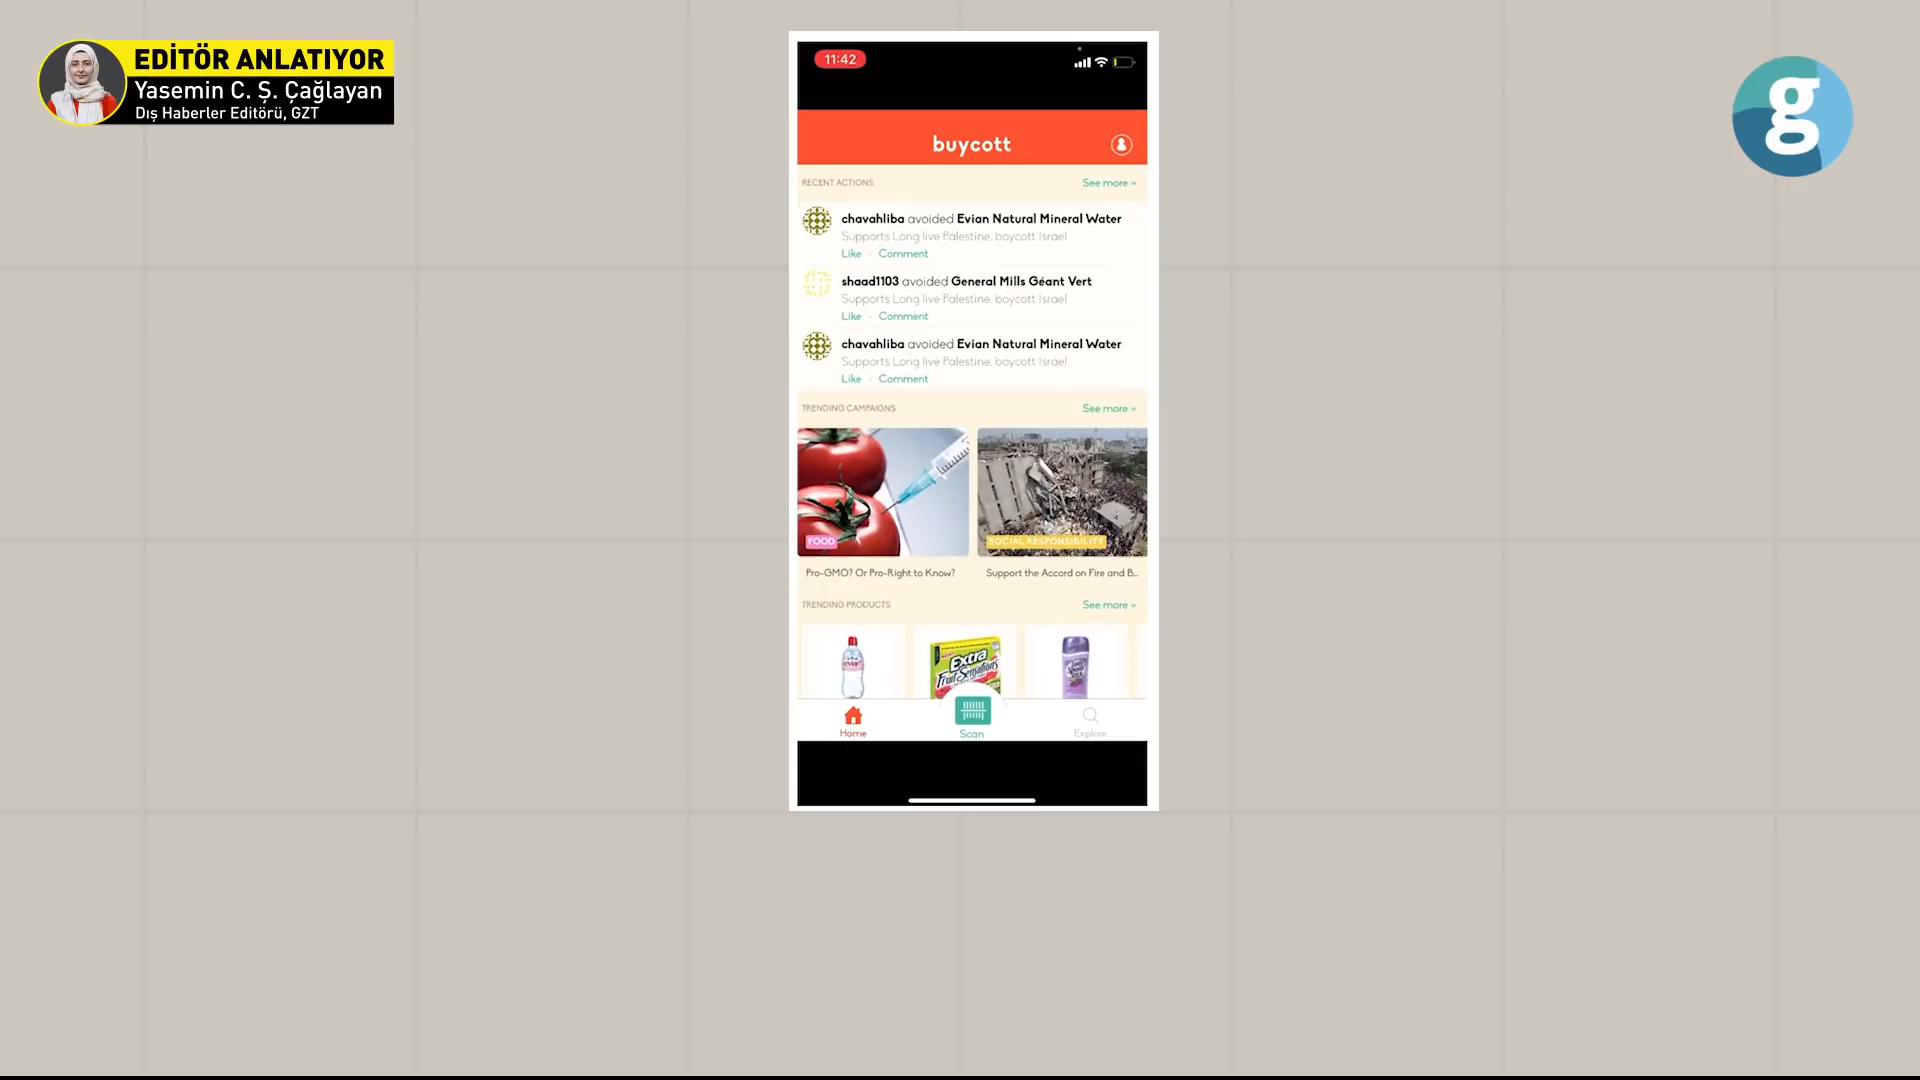 EDİTÖR ANLATIYOR
Yasemin C. Ş. Çağlayan
Dış Haberler Editörü, GZT
g
11:42
buycott
RECENT ACTIONS
See more »
chavahliba avoided Evian Natural Mineral Water
Supports Long live Palestine, boycott Israel
Like · Comment
shaad1103 avoided General Mills Géant Vert
Supports Long live Palestine, boycott Israel
Like · Comment
chavahliba avoided Evian Natural Mineral Water
Supports Long live Palestine, boycott Israel
Like · Comment
TRENDING CAMPAIGNS
See more »
FOOD
SOCIAL RESPONSIBILITY
Pro-GMO? Or Pro-Right to Know?
Support the Accord on Fire and B...
TRENDING PRODUCTS
See more »
evian
Extra
Fruit Sensations
Home
Scan
Explore